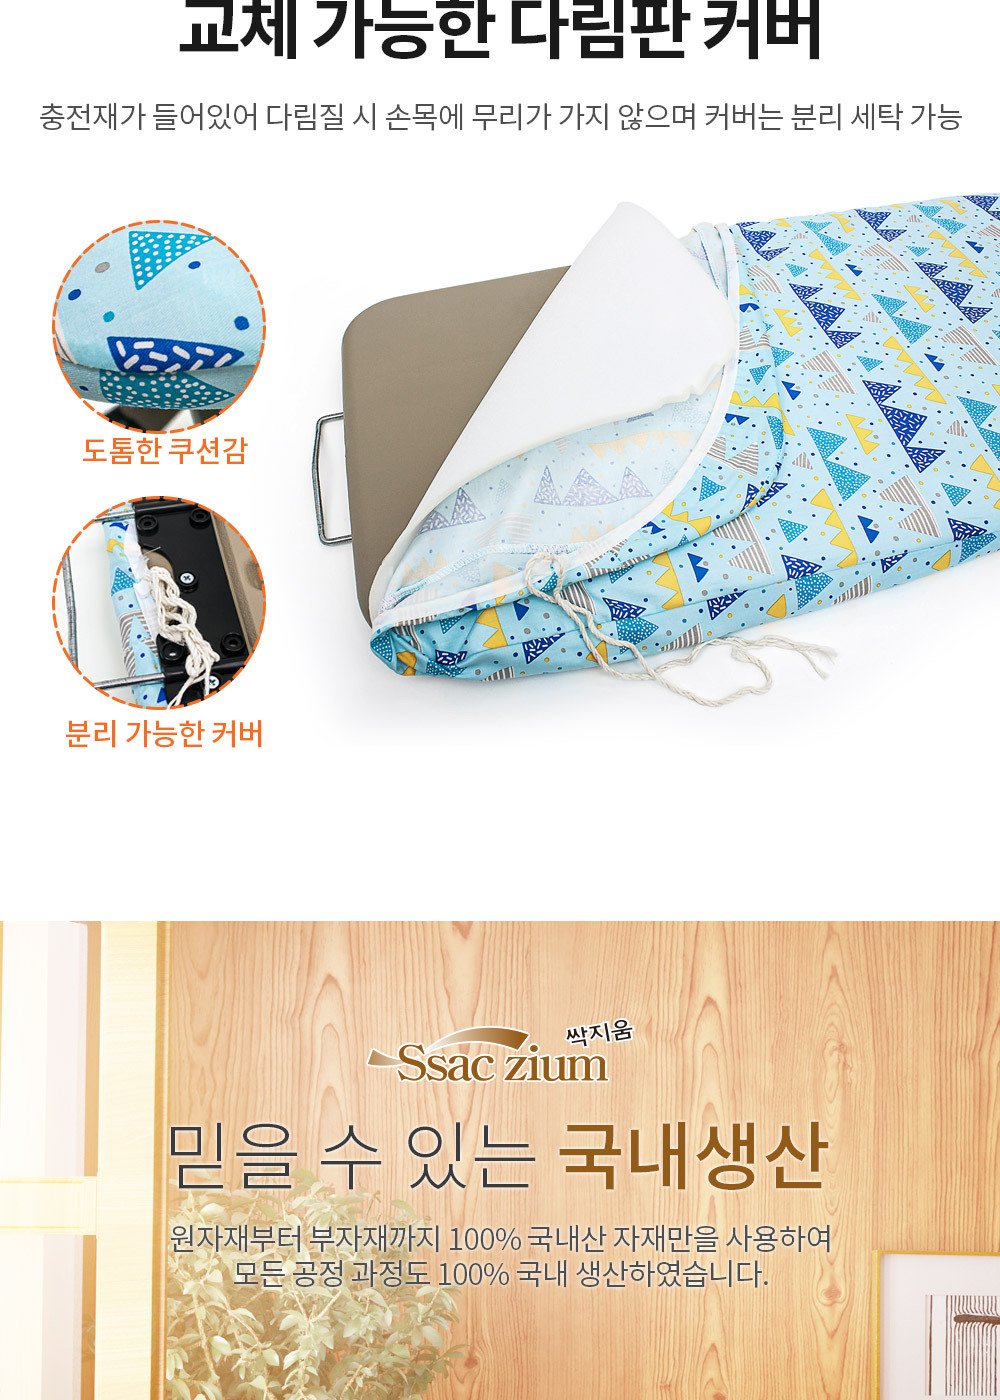 교체 가능한 다림판 커버
충전재가 들어있어 다림질 시 손목에 무리가 가지 않으며 커버는 분리 세탁 가능
도톰한 쿠션감
분리 가능한 커버
Ssac zium 싹지움
믿을 수 있는 국내생산
원자재부터 부자재까지 100% 국내산 자재만을 사용하여
모든 공정 과정도 100% 국내 생산하였습니다.